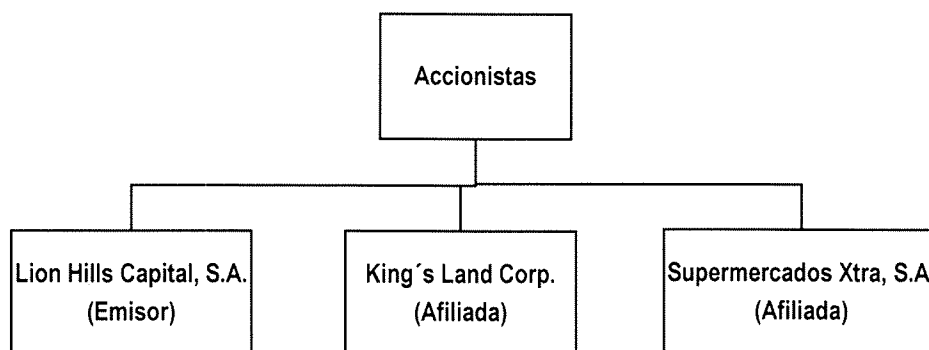 Accionistas
Lion Hills Capital, S.A.
(Emisor)
King´s Land Corp.
(Afiliada)
Supermercados Xtra, S.A
(Afiliada)